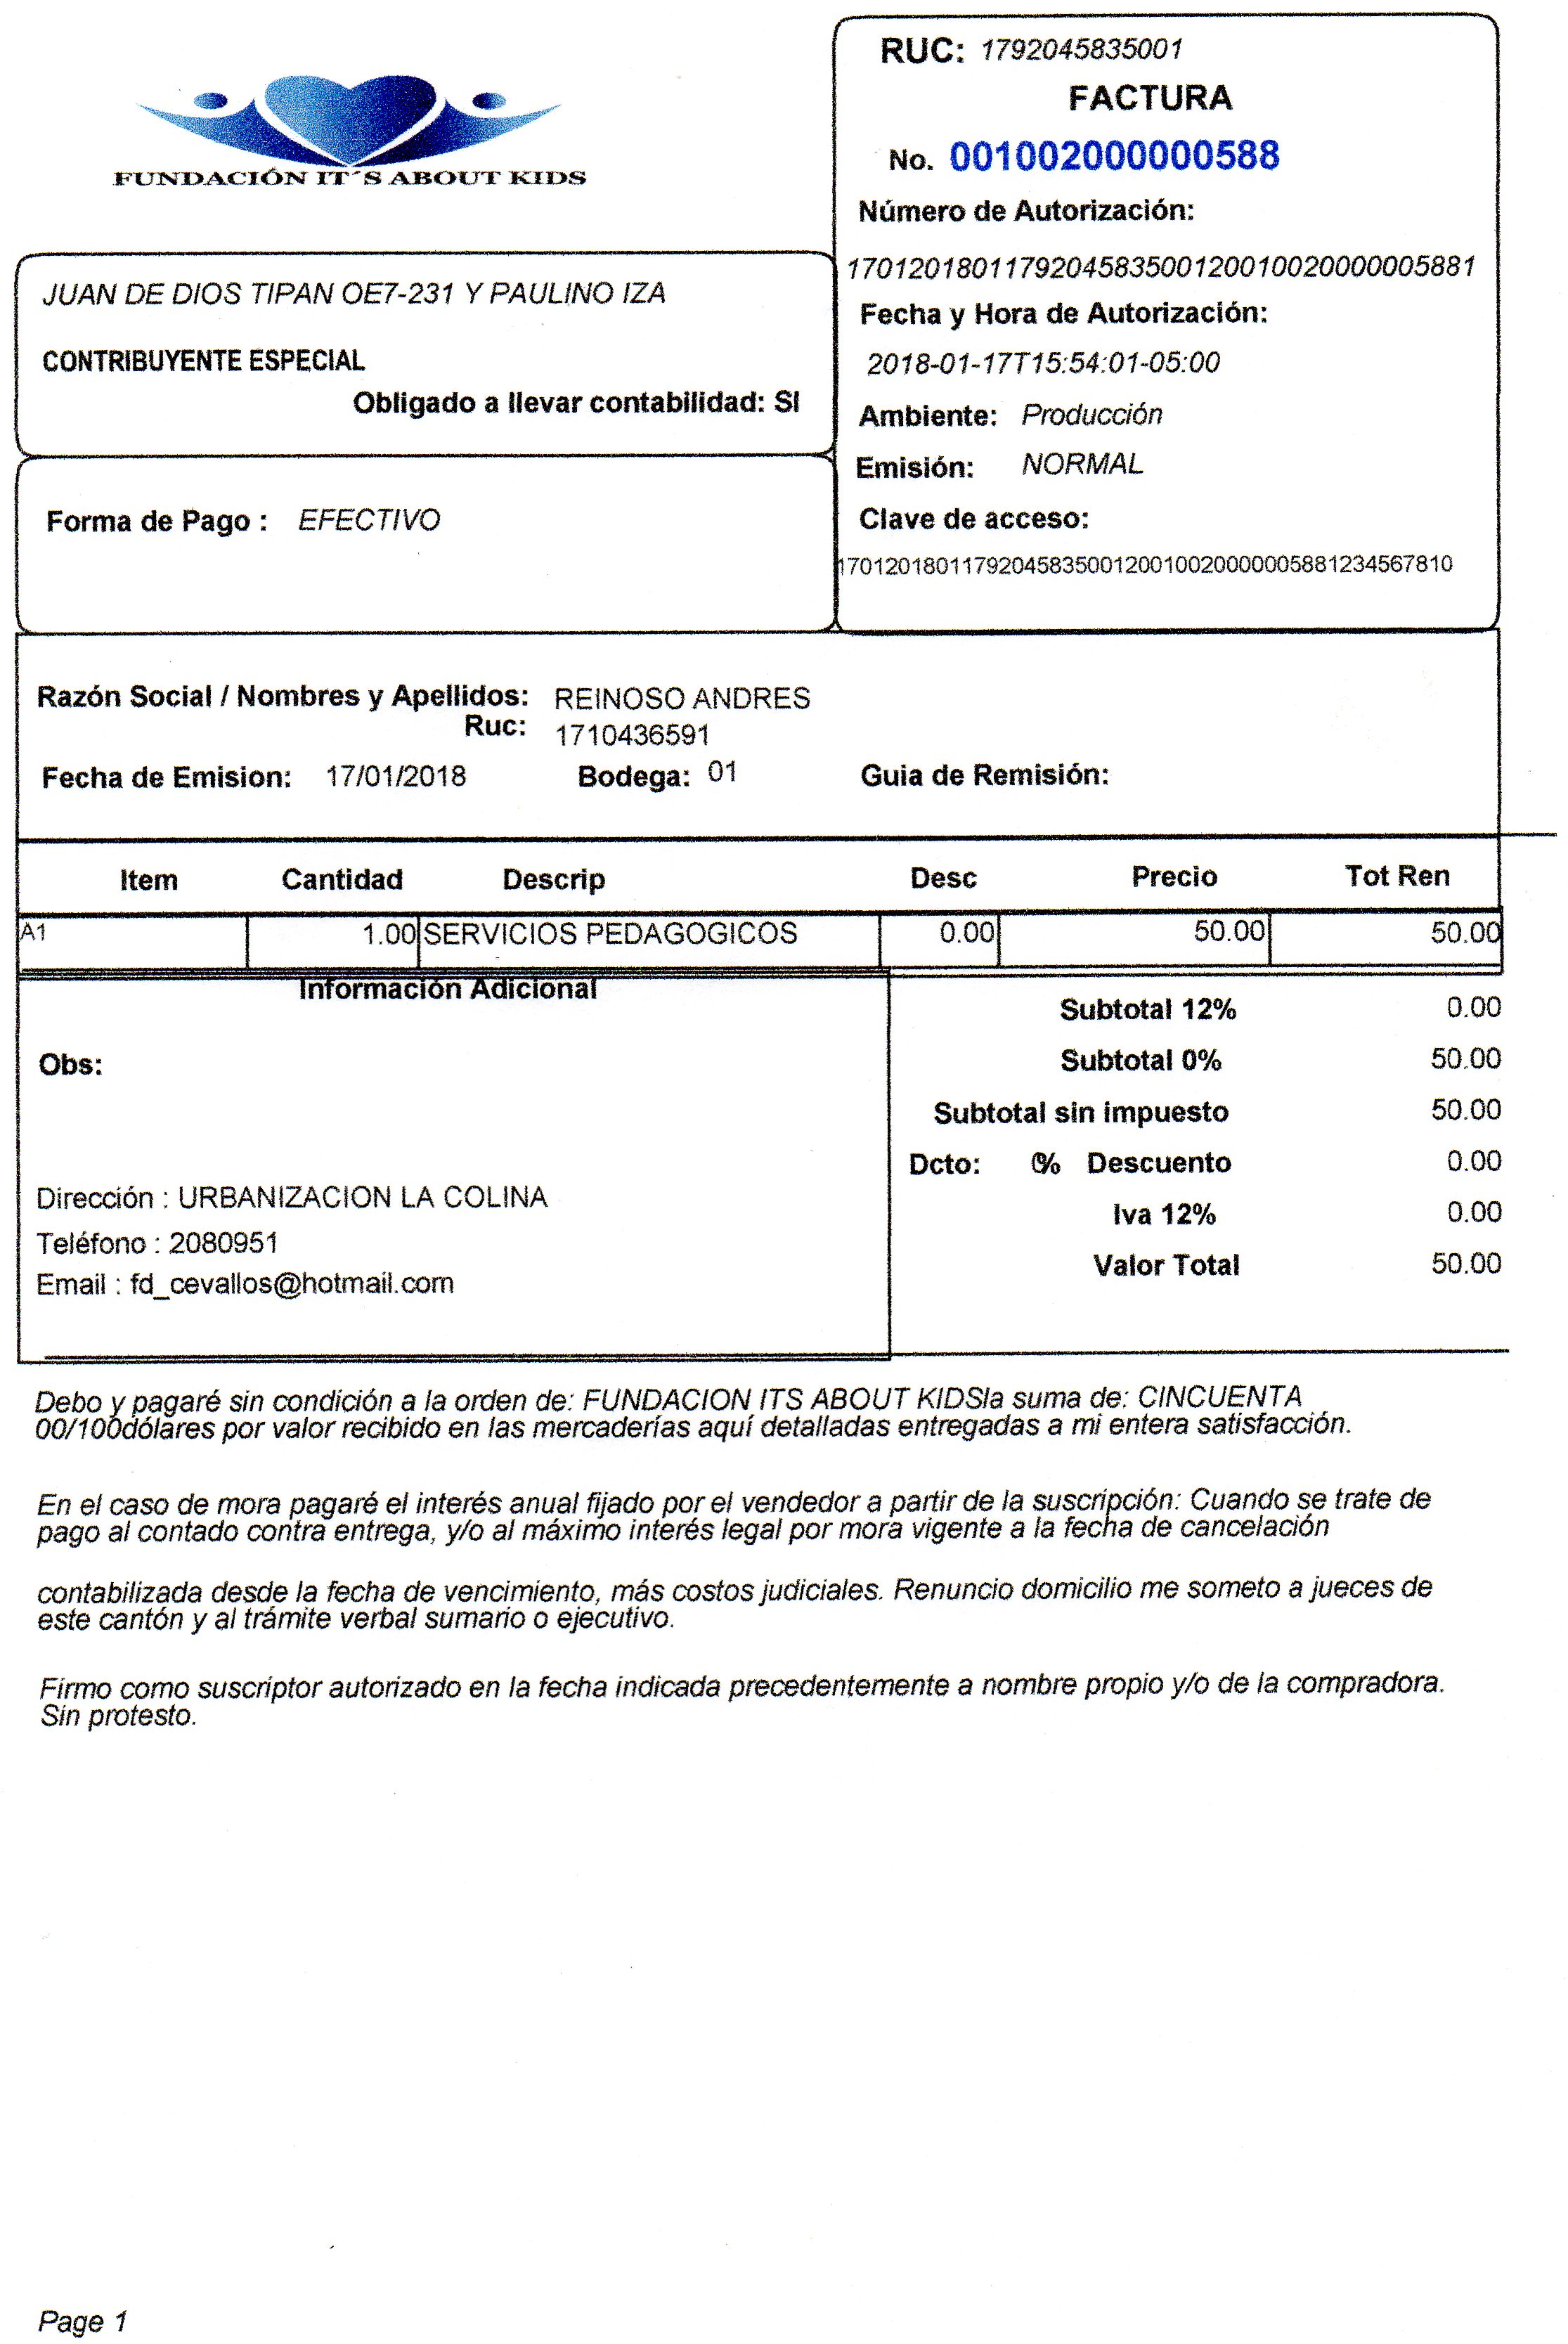 FUNDACIÓN IT´S ABOUT KIDS
RUC: 1792045835001
FACTURA
No. 001002000000588
Número de Autorización:
1701201801179204583500120010020000005881
Fecha y Hora de Autorización:
2018-01-17T15:54:01-05:00
Ambiente: Producción
Emisión: NORMAL
Clave de acceso:
1701201801179204583500120010020000005881234567810
JUAN DE DIOS TIPAN OE7-231 Y PAULINO IZA
CONTRIBUYENTE ESPECIAL
Obligado a llevar contabilidad: SI
Forma de Pago : EFECTIVO
Razón Social / Nombres y Apellidos: REINOSO ANDRES
Ruc: 1710436591
Fecha de Emision: 17/01/2018 Bodega: 01 Guia de Remisión:
Item Cantidad Descrip Desc Precio Tot Ren
A1 1.00 SERVICIOS PEDAGOGICOS 0.00 50.00 50.00
Información Adicional
Obs:
Dirección : URBANIZACION LA COLINA
Teléfono : 2080951
Email : fd_cevallos@hotmail.com
Subtotal 12% 0.00
Subtotal 0% 50.00
Subtotal sin impuesto 50.00
Dcto: 0% Descuento 0.00
Iva 12% 0.00
Valor Total 50.00
Debo y pagaré sin condición a la orden de: FUNDACION ITS ABOUT KIDSla suma de: CINCUENTA
00/100dólares por valor recibido en las mercaderías aquí detalladas entregadas a mi entera satisfacción.
En el caso de mora pagaré el interés anual fijado por el vendedor a partir de la suscripción: Cuando se trate de
pago al contado contra entrega, y/o al máximo interés legal por mora vigente a la fecha de cancelación
contabilizada desde la fecha de vencimiento, más costos judiciales. Renuncio domicilio me someto a jueces de
este cantón y al trámite verbal sumario o ejecutivo.
Firmo como suscriptor autorizado en la fecha indicada precedentemente a nombre propio y/o de la compradora.
Sin protesto.
Page 1